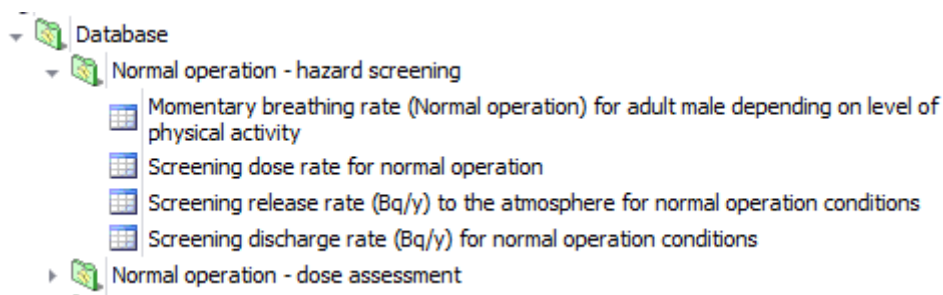 Database
Normal operation - hazard screening
Momentary breathing rate (Normal operation) for adult male depending on level of
physical activity
Screening dose rate for normal operation
Screening release rate (Bq/y) to the atmosphere for normal operation conditions
Screening discharge rate (Bq/y) for normal operation conditions
Normal operation - dose assessment